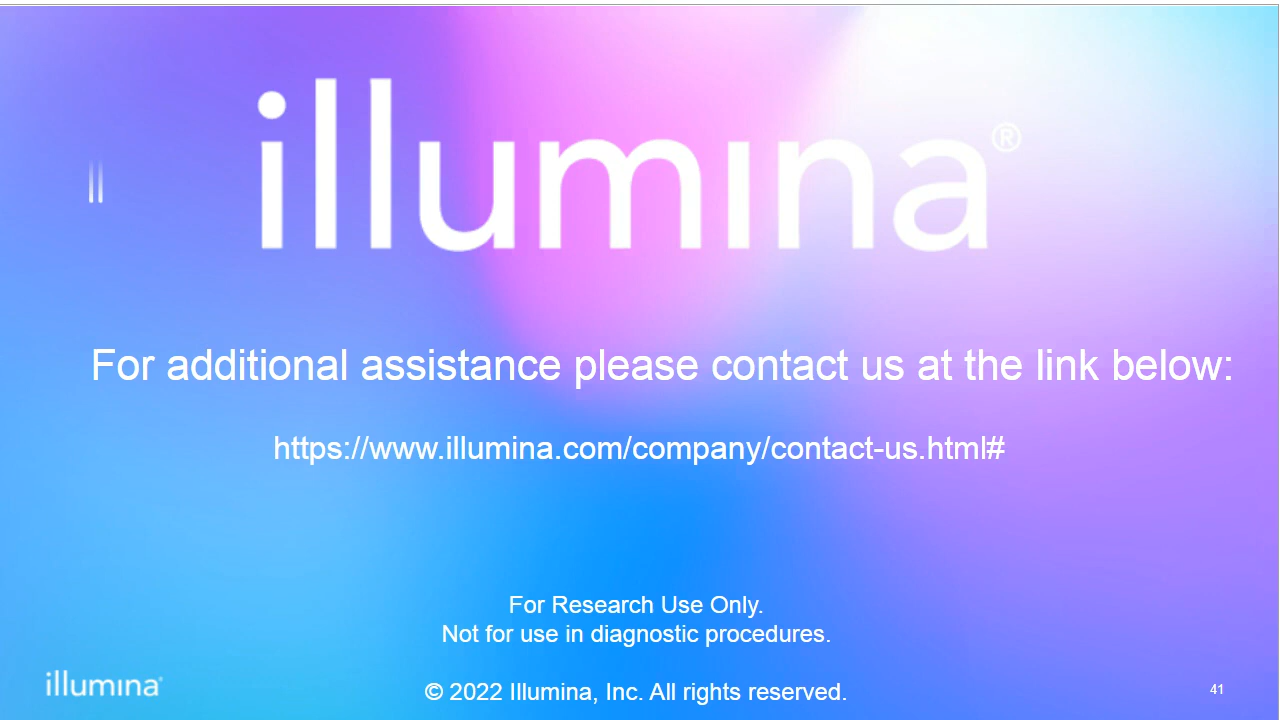 illumina®
For additional assistance please contact us at the link below:
https://www.illumina.com/company/contact-us.html#
For Research Use Only.
Not for use in diagnostic procedures.
© 2022 Illumina, Inc. All rights reserved.
illumina®
41